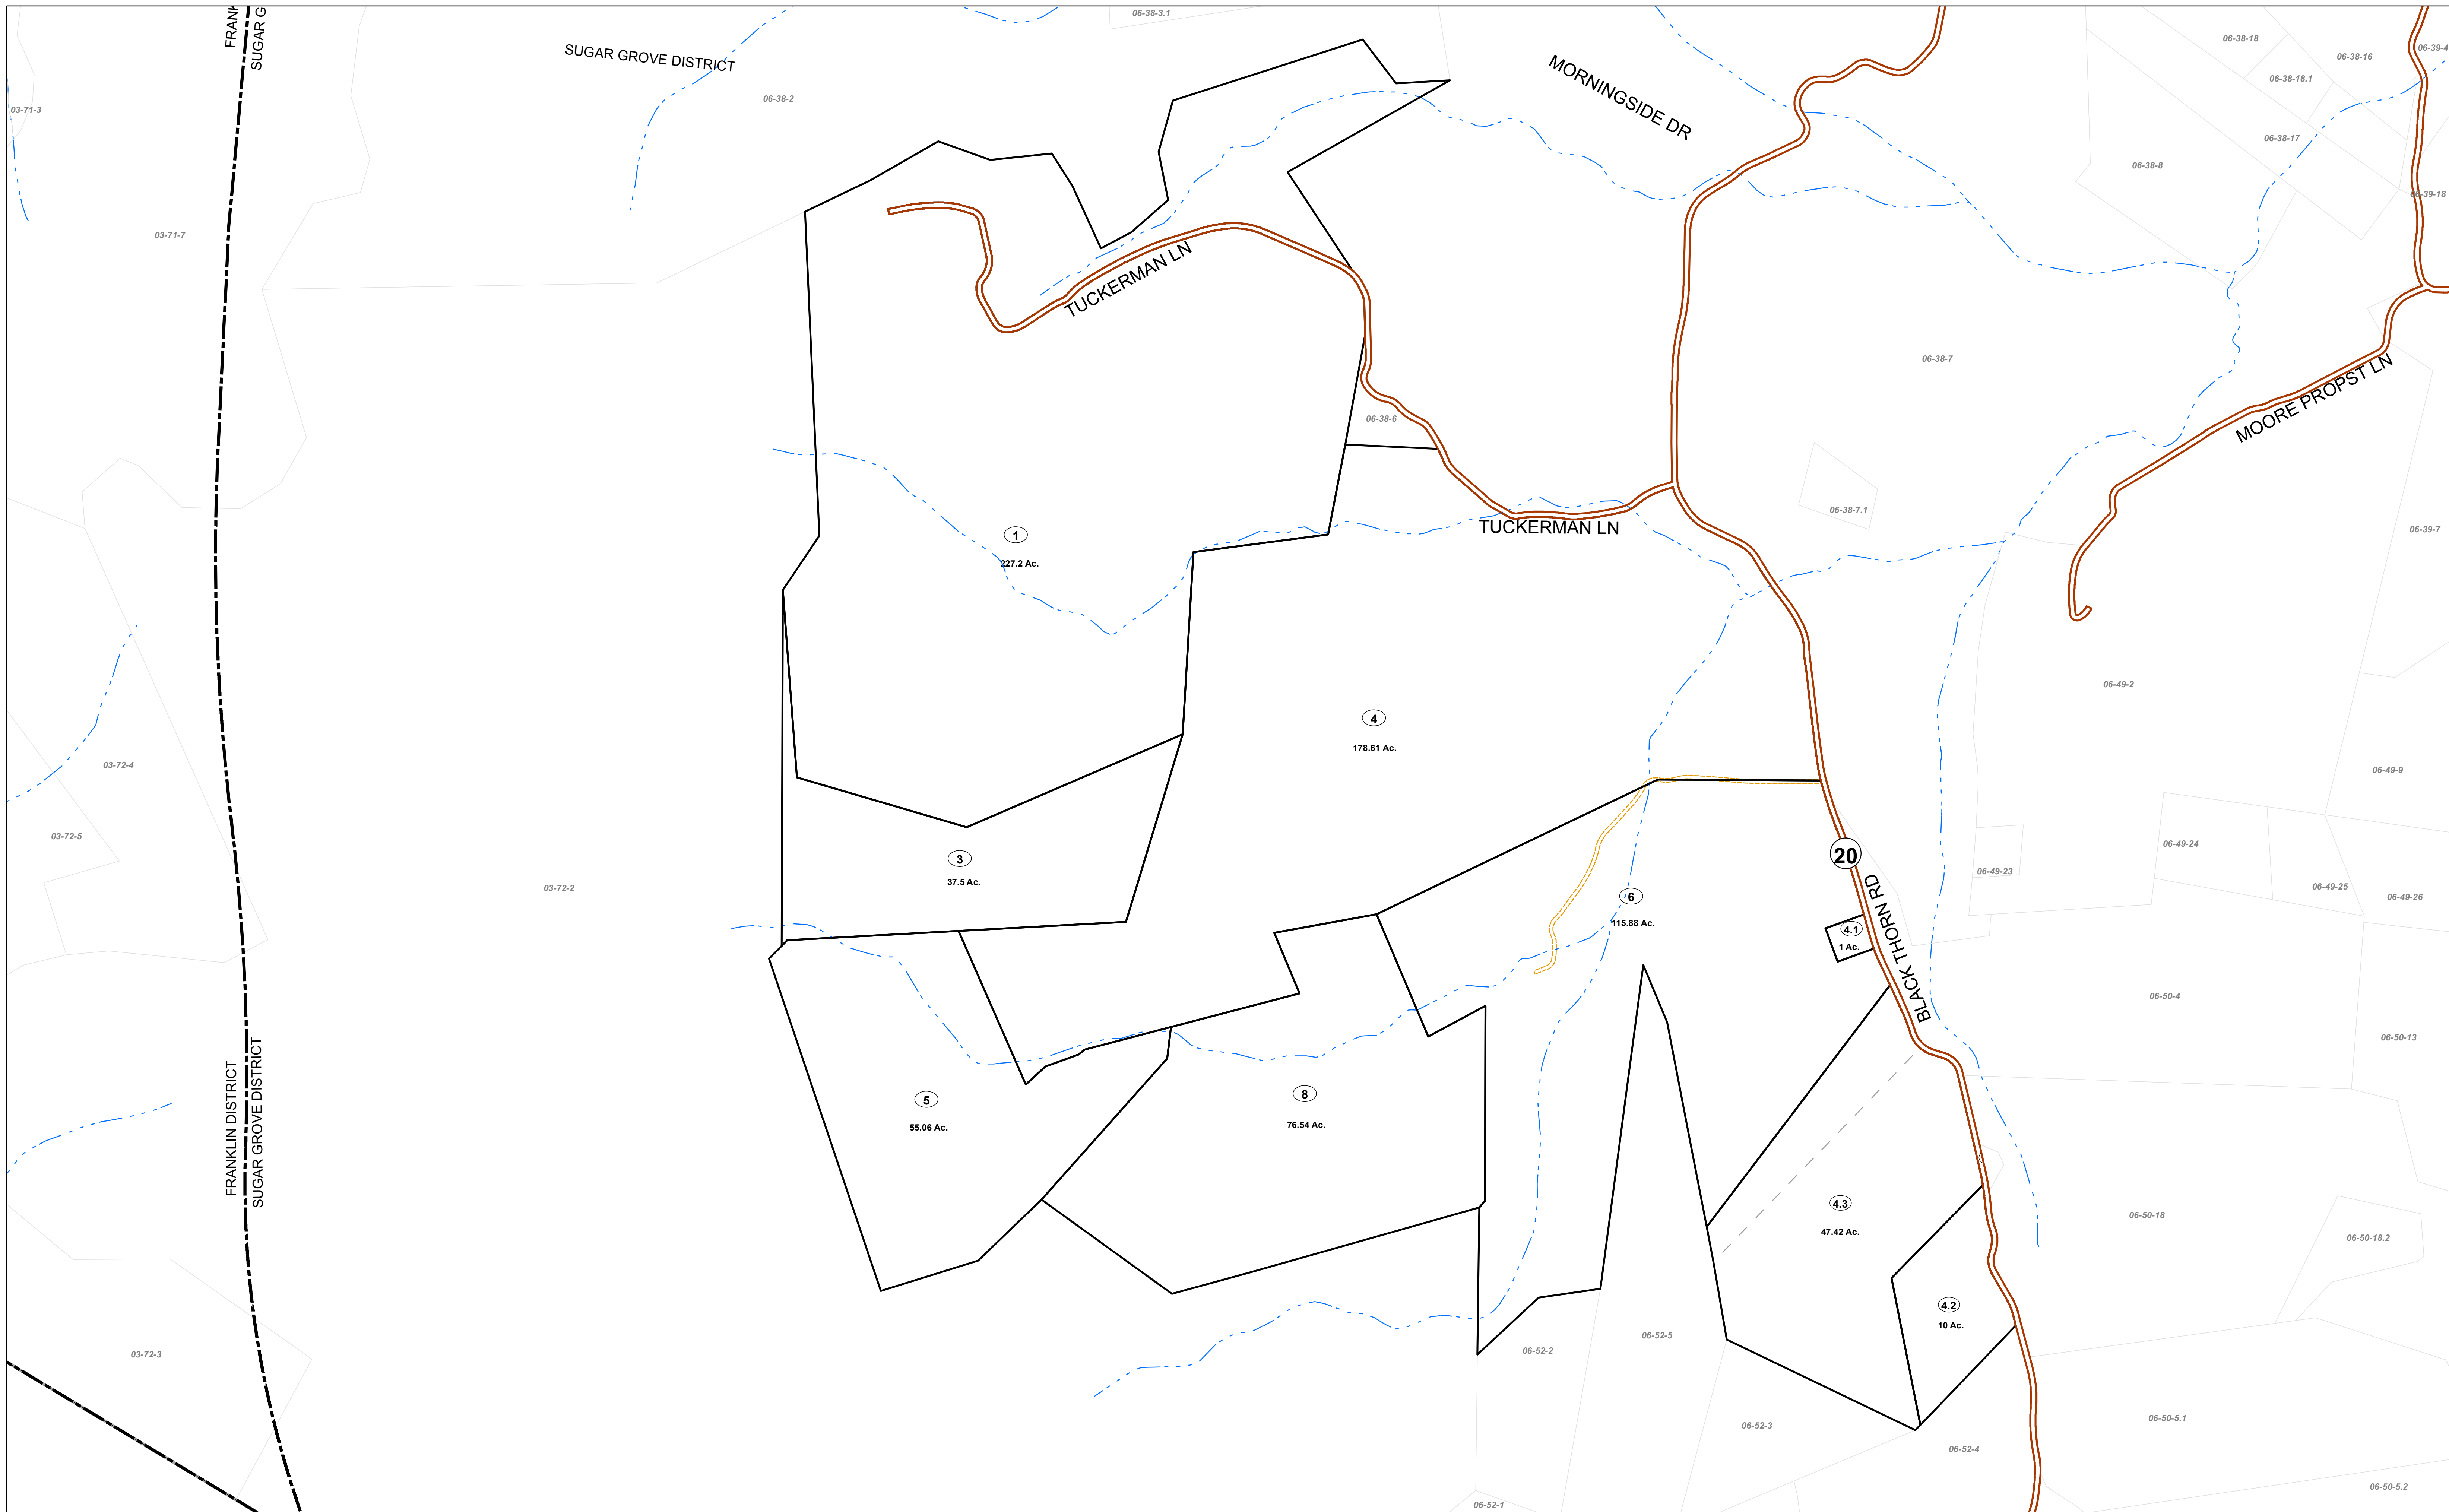 FRANK
SUGAR G
SUGAR GROVE DISTRICT
06-38-3.1
MORNINGSIDE DR
06-38-18
06-38-16
06-39-4
06-38-18.1
03-71-3
06-38-2
06-38-17
06-38-8
06-39-18
03-71-7
TUCKERMAN LN
06-38-7
MOORE PROPST LN
06-38-6
06-38-7.1
TUCKERMAN LN
1
227.2 Ac.
06-39-7
06-49-2
4
178.61 Ac.
03-72-4
06-49-9
03-72-5
06-49-24
20
BLACK THORN RD
3
37.5 Ac.
03-72-2
06-49-23
06-49-25
06-49-26
6
115.88 Ac.
4.1
1 Ac.
06-50-4
06-50-13
FRANKLIN DISTRICT
SUGAR GROVE DISTRICT
5
55.06 Ac.
8
76.54 Ac.
4.3
47.42 Ac.
06-50-18
06-50-18.2
4.2
10 Ac.
03-72-3
06-52-2
06-52-5
06-52-3
06-50-5.1
06-52-4
06-50-5.2
06-52-1